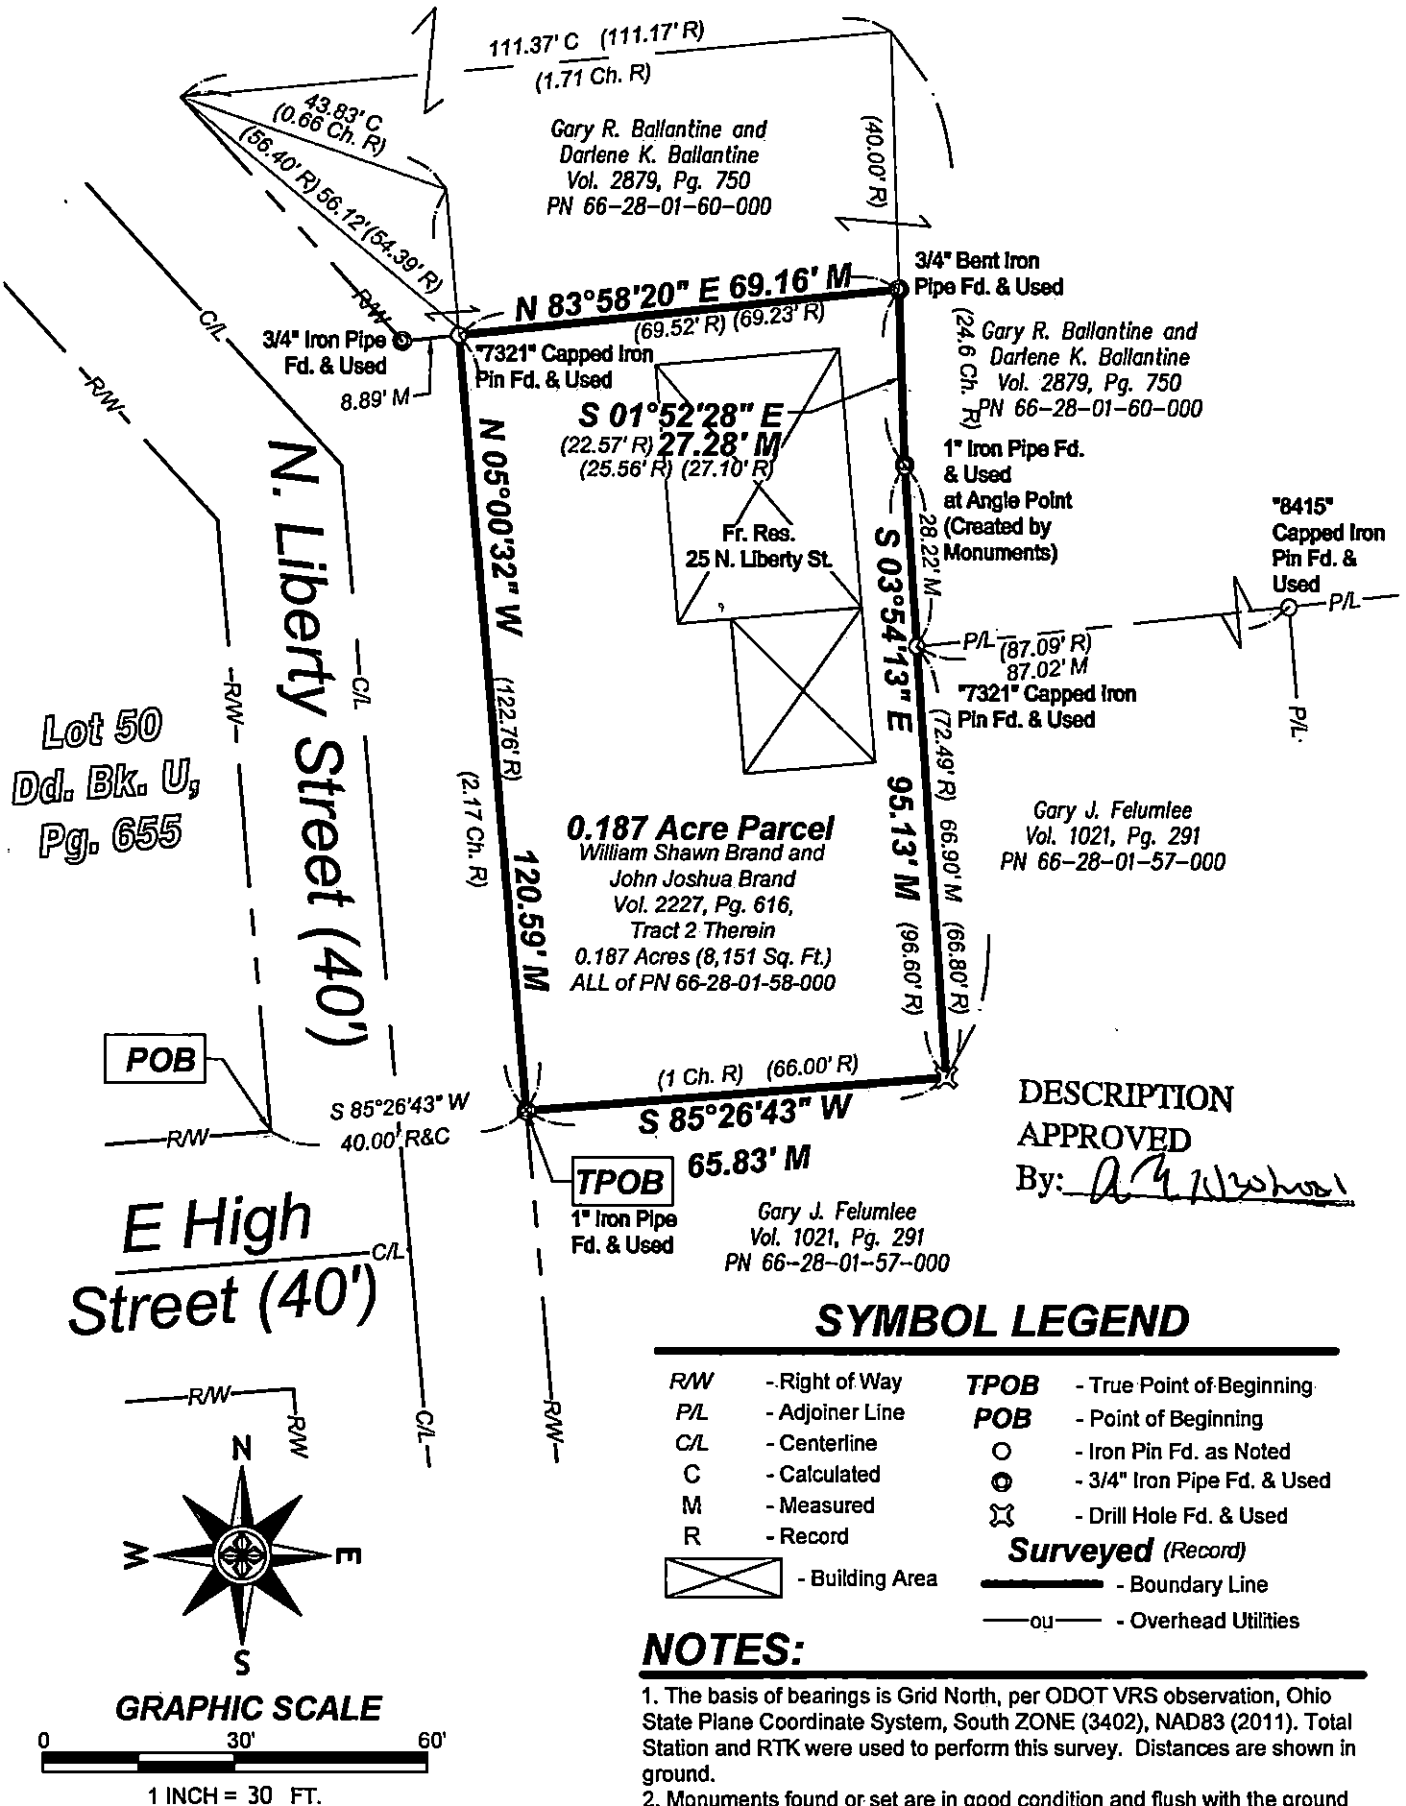 111.37' C (111.17' R)
(1.71 Ch. R)
43.83' C
(0.66 Ch. R)
(56.40' R) 56.12' (54.39' R)
Gary R. Ballantine and
Darlene K. Ballantine
Vol. 2879, Pg. 750
PN 66-28-01-60-000
(40.00' R)
3/4" Bent Iron
Pipe Fd. & Used
N 83°58'20" E 69.16' M
(69.52' R) (69.23' R)
R/W
C/L
R/W
3/4" Iron Pipe
Fd. & Used
8.89' M
"7321" Capped Iron
Pin Fd. & Used
(24.6 Ch. R)
Gary R. Ballantine and
Darlene K. Ballantine
Vol. 2879, Pg. 750
PN 66-28-01-60-000
S 01°52'28" E
(22.57' R) 27.28' M
(25.56' R) (27.10' R)
1" Iron Pipe Fd.
& Used
at Angle Point
(Created by
Monuments)
28.22' M
Fr. Res.
25 N. Liberty St.
"8415"
Capped Iron
Pin Fd. &
Used
P/L
P/L
P/L
(87.09' R)
87.02' M
"7321" Capped Iron
Pin Fd. & Used
N 05°00'32" W 120.59' M
(122.76' R)
(2.17 Ch. R)
S 03°54'13" E 95.13' M
(96.60' R)
(72.49' R) 66.90' M (66.80' R)
N. Liberty Street (40')
R/W
C/L
Lot 50
Dd. Bk. U,
Pg. 655
0.187 Acre Parcel
William Shawn Brand and
John Joshua Brand
Vol. 2227, Pg. 616,
Tract 2 Therein
0.187 Acres (8,151 Sq. Ft.)
ALL of PN 66-28-01-58-000
Gary J. Felumlee
Vol. 1021, Pg. 291
PN 66-28-01-57-000
POB
R/W
S 85°26'43" W
40.00' R&C
(1 Ch. R) (66.00' R)
S 85°26'43" W
65.83' M
TPOB
1" Iron Pipe
Fd. & Used
Gary J. Felumlee
Vol. 1021, Pg. 291
PN 66-28-01-57-000
DESCRIPTION
APPROVED
By:
E High
Street (40')
C/L
R/W
R/W
C/L
R/W
N
W
E
S
GRAPHIC SCALE
0 30' 60'
1 INCH = 30 FT.
SYMBOL LEGEND
R/W - Right of Way
P/L - Adjoiner Line
C/L - Centerline
C - Calculated
M - Measured
R - Record
- Building Area
TPOB - True Point of Beginning
POB - Point of Beginning
- Iron Pin Fd. as Noted
- 3/4" Iron Pipe Fd. & Used
- Drill Hole Fd. & Used
Surveyed (Record)
- Boundary Line
ou - Overhead Utilities
NOTES:
1. The basis of bearings is Grid North, per ODOT VRS observation, Ohio
State Plane Coordinate System, South ZONE (3402), NAD83 (2011). Total
Station and RTK were used to perform this survey. Distances are shown in
ground.
2. Monuments found or set are in good condition and flush with the ground